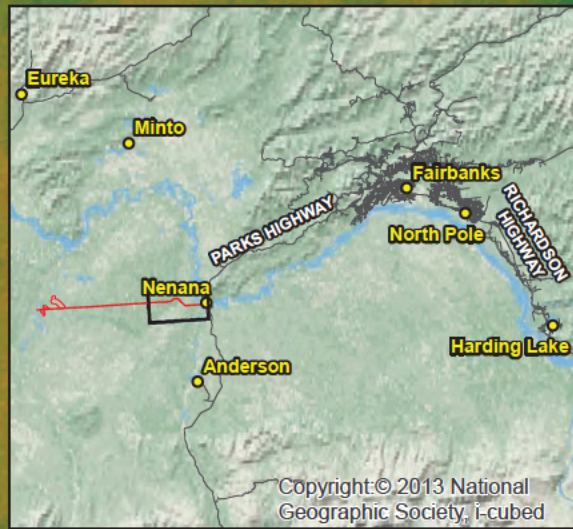 Eureka
Minto
Fairbanks
PARKS HIGHWAY
North Pole
RICHARDSON
HIGHWAY
Nenana
Harding Lake
Anderson
Copyright:© 2013 National
Geographic Society, i-cubed